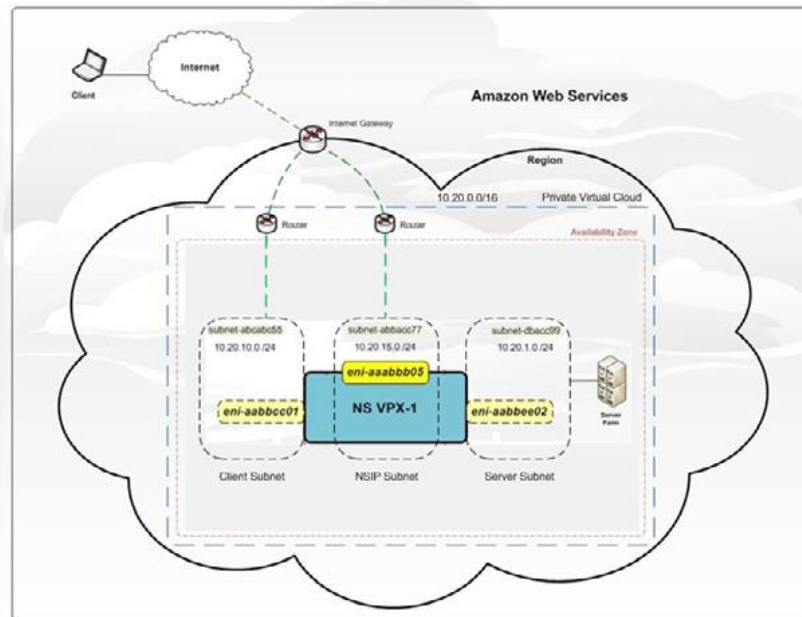 Internet
Client
Amazon Web Services
Internet Gateway
Region
10.20.0.0/16
Private Virtual Cloud
Router
Router
Availability Zone
subnet-abcabc55
subnet-abbacc77
subnet-dbacc99
10.20.10.0 /24
10.20.15.0 /24
10.20.1.0 /24
eni-aaabbb05
eni-aabbcc01
NS VPX-1
eni-aabbee02
Server
Farm
Client Subnet
NSIP Subnet
Server Subnet